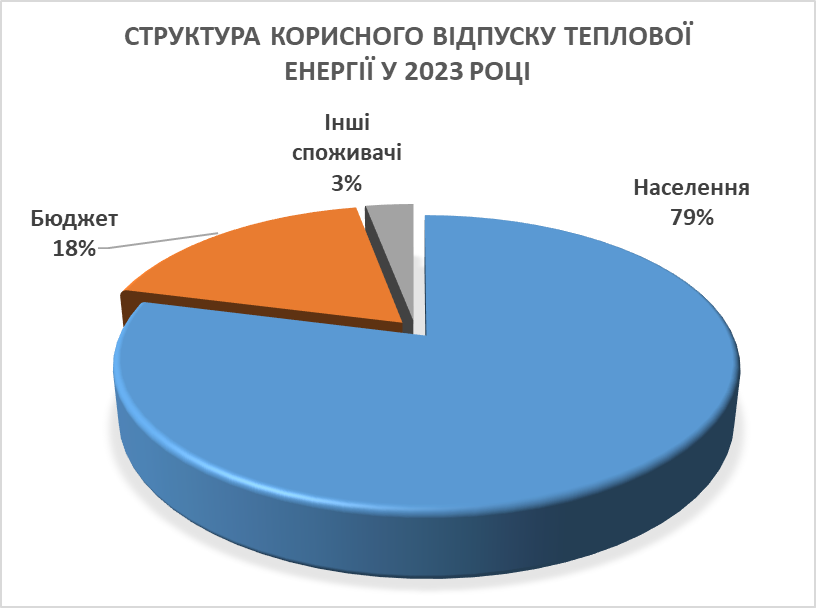 СТРУКТУРА КОРИСНОГО ВІДПУСКУ ТЕПЛОВОЇ
ЕНЕРГІЇ У 2023 РОЦІ
Інші
споживачі
3%
Населення
79%
Бюджет
18%